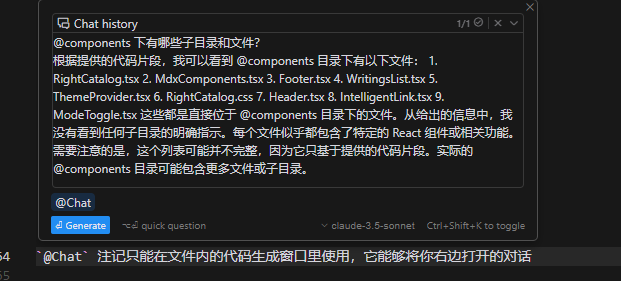 Chat history 1/1
@components 下有哪些子目录和文件?
根据提供的代码片段，我可以看到 @components 目录下有以下文件： 1.
RightCatalog.tsx 2. MdxComponents.tsx 3. Footer.tsx 4. WritingsList.tsx 5.
ThemeProvider.tsx 6. RightCatalog.css 7. Header.tsx 8. IntelligentLink.tsx 9.
ModeToggle.tsx 这些都是直接位于 @components 目录下的文件。从给出的信息中，我
没有看到任何子目录的明确指示。每个文件似乎都包含了特定的 React 组件或相关功能。
需要注意的是，这个列表可能并不完整，因为它只基于提供的代码片段。实际的
@components 目录可能包含更多文件或子目录。
@Chat
Generate quick question claude-3.5-sonnet Ctrl+Shift+K to toggle
54 `@Chat` 注记只能在文件内的代码生成窗口里使用，它能够将你右边打开的对话
55